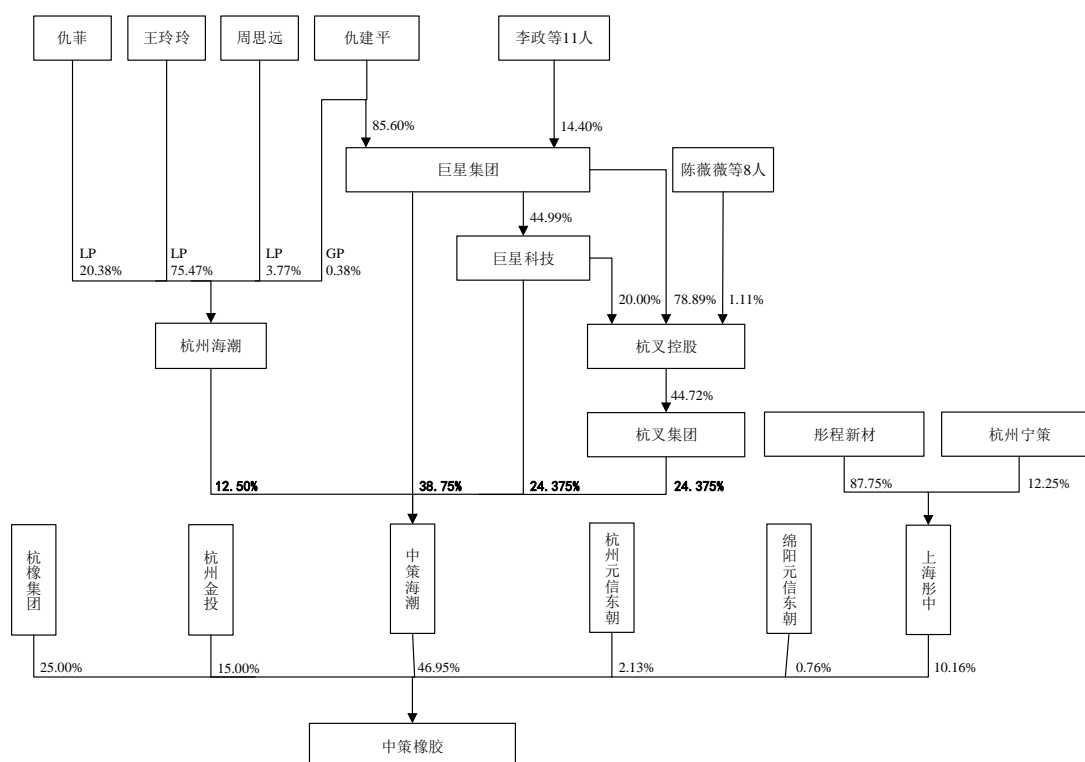 仇菲
王玲玲
周思远
仇建平
李政等11人
85.60%
14.40%
巨星集团
陈薇薇等8人
44.99%
巨星科技
LP
20.38%
LP
75.47%
LP
3.77%
GP
0.38%
20.00%
78.89%
1.11%
杭州海潮
杭叉控股
44.72%
杭叉集团
彤程新材
杭州宁策
12.50%
38.75%
24.375%
24.375%
87.75%
12.25%
杭橡集团
杭州金投
中策海潮
杭州元信东朝
绵阳元信东朝
上海彤中
25.00%
15.00%
46.95%
2.13%
0.76%
10.16%
中策橡胶